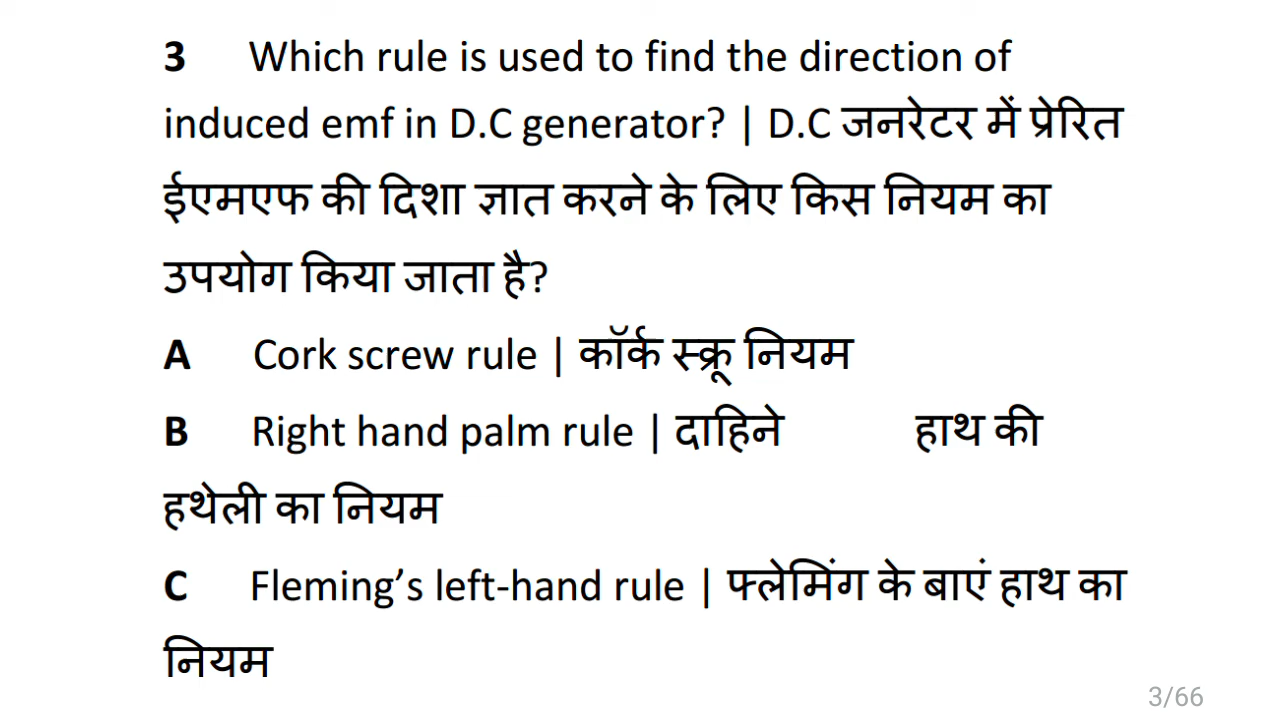 3 Which rule is used to find the direction of
induced emf in D.C generator? | D.C जनरेटर में प्रेरित
ईएमएफ की दिशा ज्ञात करने के लिए किस नियम का
उपयोग किया जाता है?
A Cork screw rule | कॉर्क स्क्रू नियम
B Right hand palm rule | दाहिने हाथ की
हथेली का नियम
C Fleming’s left-hand rule | फ्लेमिंग के बाएं हाथ का
नियम
3/66